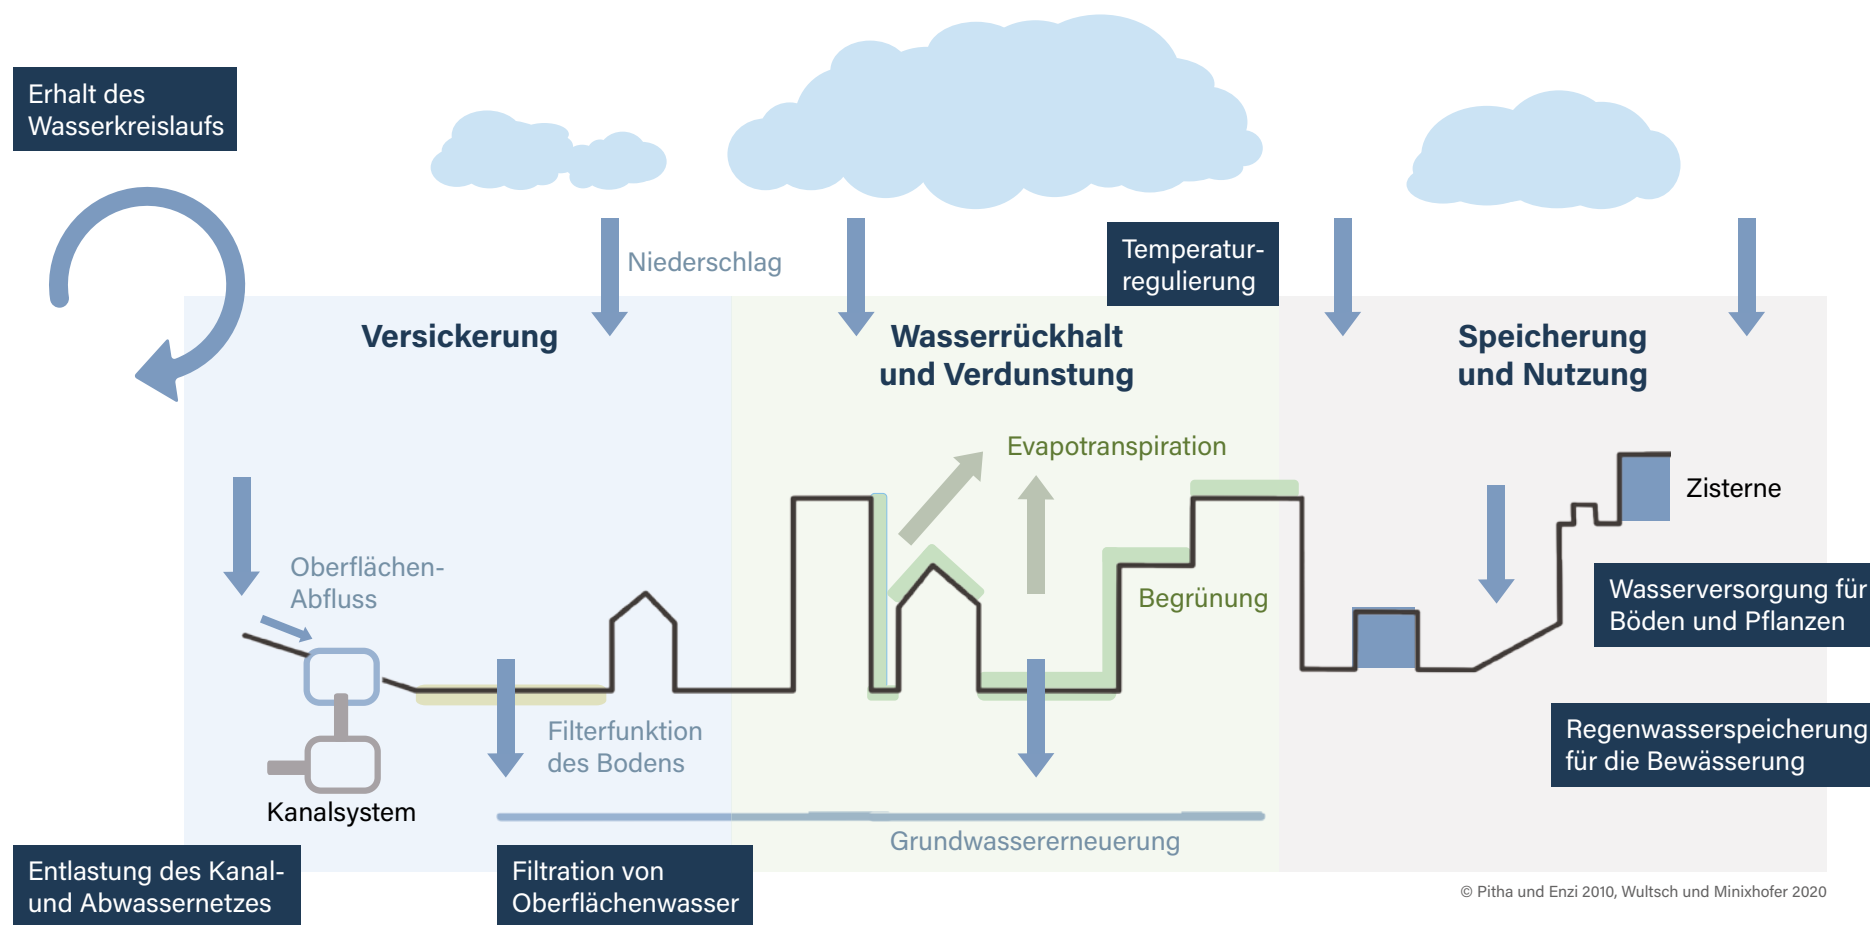 Erhalt des
Wasserkreislaufs
Niederschlag
Temperatur-
regulierung
Versickerung
Wasserrückhalt
und Verdunstung
Speicherung
und Nutzung
Evapotranspiration
Zisterne
Oberflächen-
Abfluss
Begrünung
Wasserversorgung für
Böden und Pflanzen
Filterfunktion
des Bodens
Regenwasserspeicherung
für die Bewässerung
Kanalsystem
Grundwassererneuerung
Entlastung des Kanal-
und Abwassernetzes
Filtration von
Oberflächenwasser
© Pitha und Enzi 2010, Wultsch und Minixhofer 2020